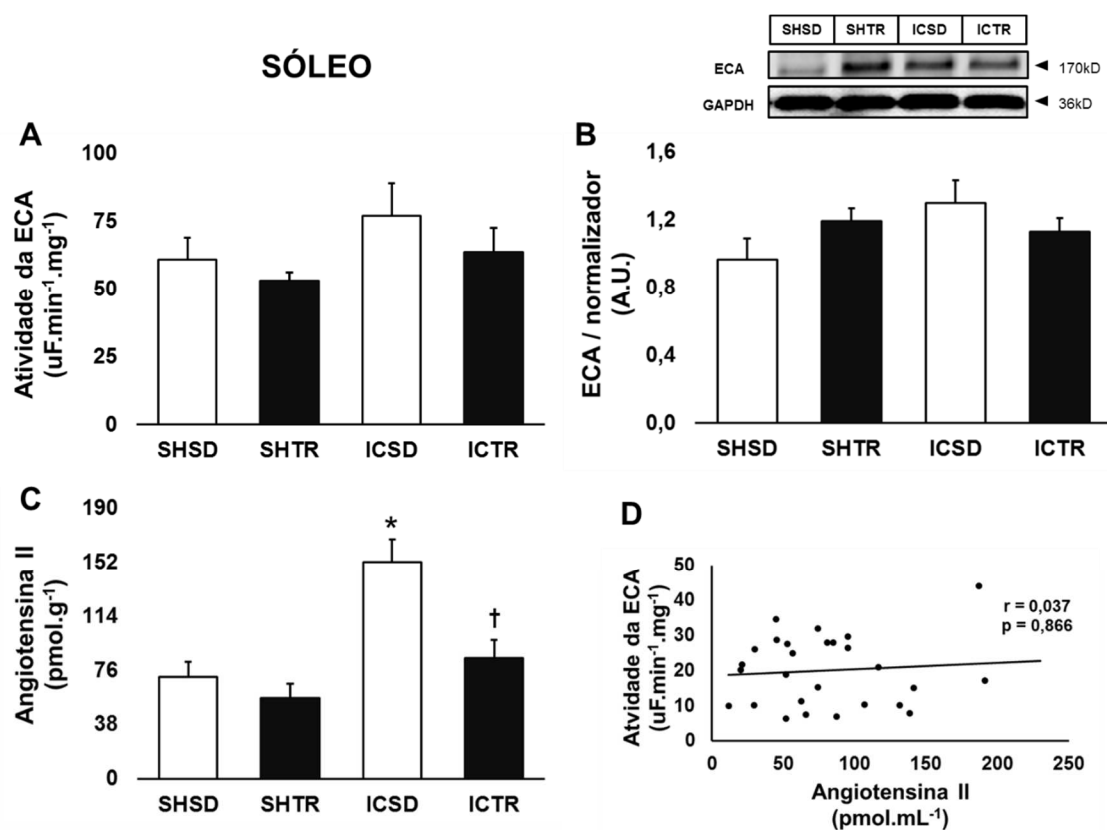 SÓLEO
SHSD SHTR ICSD ICTR
ECA 170kD
GAPDH 36kD
A
Atividade da ECA
(uF.min⁻¹.mg⁻¹)
100
75
50
25
0
SHSD SHTR ICSD ICTR
B
ECA / normalizador
(A.U.)
1,6
1,2
0,8
0,4
0,0
SHSD SHTR ICSD ICTR
C
Angiotensina II
(pmol.g⁻¹)
190
152
114
76
38
0
*
†
SHSD SHTR ICSD ICTR
D
Atvidade da ECA
(uF.min⁻¹.mg⁻¹)
50
40
30
20
10
0
r = 0,037
p = 0,866
0 50 100 150 200 250
Angiotensina II
(pmol.mL⁻¹)